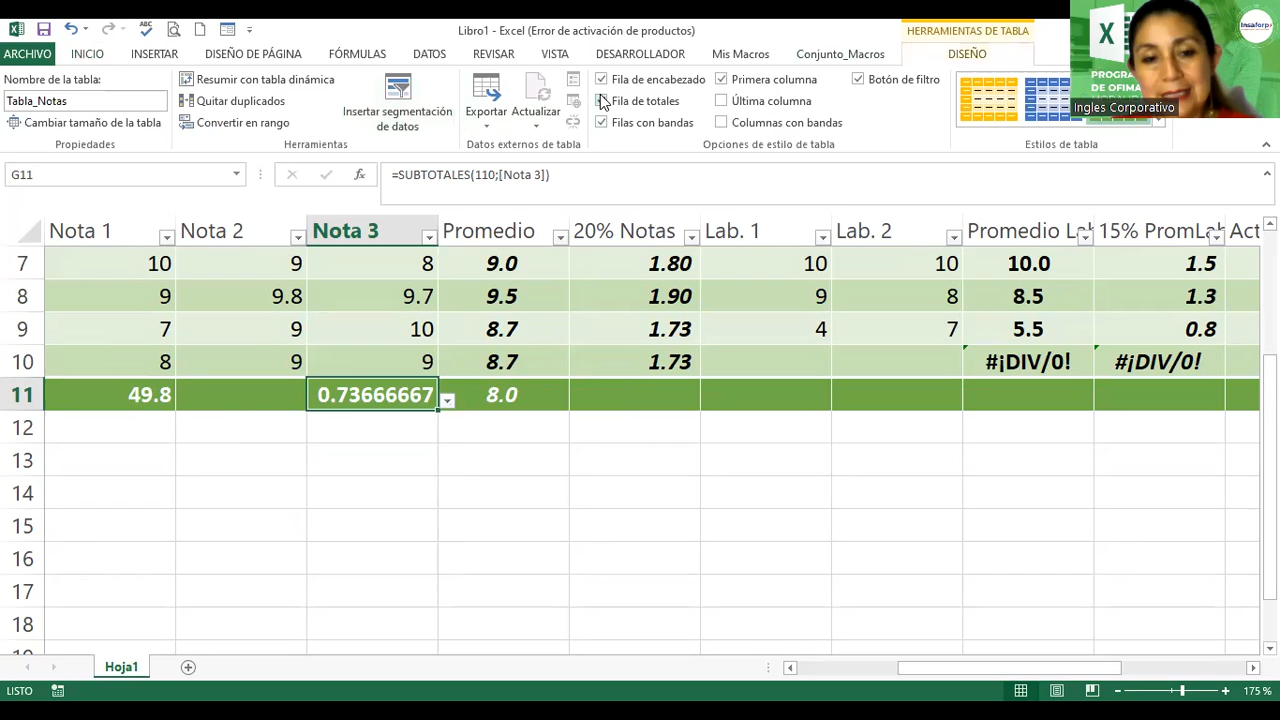 Libro1 - Excel (Error de activación de productos)
HERRAMIENTAS DE TABLA
ARCHIVO INICIO INSERTAR DISEÑO DE PÁGINA FÓRMULAS DATOS REVISAR VISTA DESARROLLADOR Mis Macros Conjunto_Macros DISEÑO
Nombre de la tabla:
Tabla_Notas
Cambiar tamaño de la tabla
Propiedades
Resumir con tabla dinámica
Quitar duplicados
Convertir en rango
Herramientas
Insertar segmentación
de datos
Exportar Actualizar
Datos externos de tabla
Fila de encabezado Primera columna Botón de filtro
Fila de totales Última columna
Filas con bandas Columnas con bandas
Opciones de estilo de tabla
Estilos de tabla
PROGRA
DE OFIMA
Ingles Corporativo
Insaforp
G11 fx =SUBTOTALES(110;[Nota 3])
Nota 1 Nota 2 Nota 3 Promedio 20% Notas Lab. 1 Lab. 2 Promedio Lab 15% PromLab Act
7 10 9 8 9.0 1.80 10 10 10.0 1.5
8 9 9.8 9.7 9.5 1.90 9 8 8.5 1.3
9 7 9 10 8.7 1.73 4 7 5.5 0.8
10 8 9 9 8.7 1.73 #¡DIV/0! #¡DIV/0!
11 49.8 0.73666667 8.0
12
13
14
15
16
17
18
Hoja1
LISTO 175 %